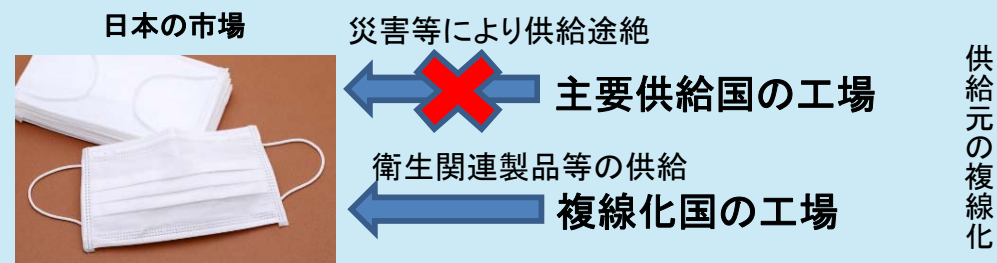 日本の市場
災害等により供給途絶
主要供給国の工場
衛生関連製品等の供給
複線化国の工場
供給元の複線化